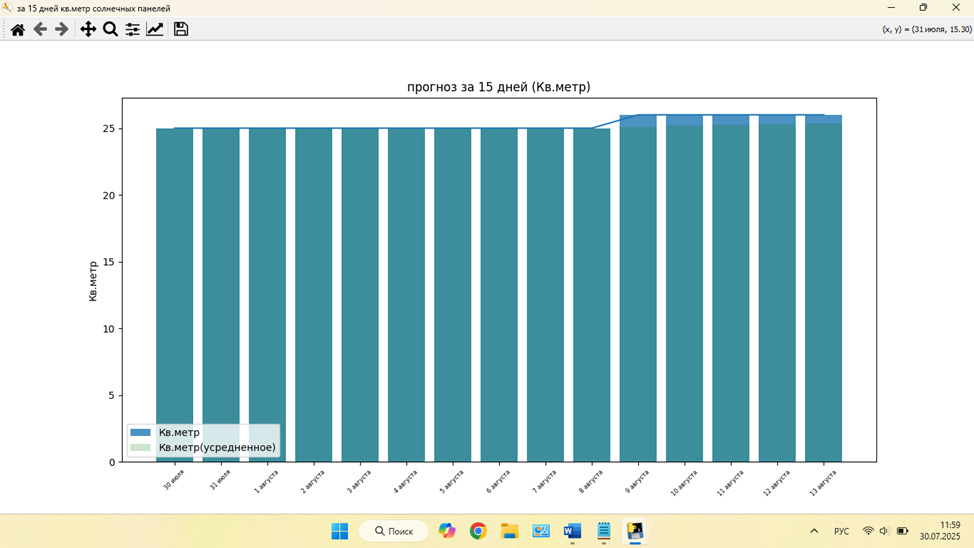 за 15 дней кв.метр солнечных панелей
(x, y) = (31 июля, 15.30)
прогноз за 15 дней (Кв.метр)
Кв.метр
25
20
15
10
5
0
Кв.метр
Кв.метр(усредненное)
30 июля
31 июля
1 августа
2 августа
3 августа
4 августа
5 августа
6 августа
7 августа
8 августа
9 августа
10 августа
11 августа
12 августа
13 августа
Поиск
РУС
11:59
30.07.2025